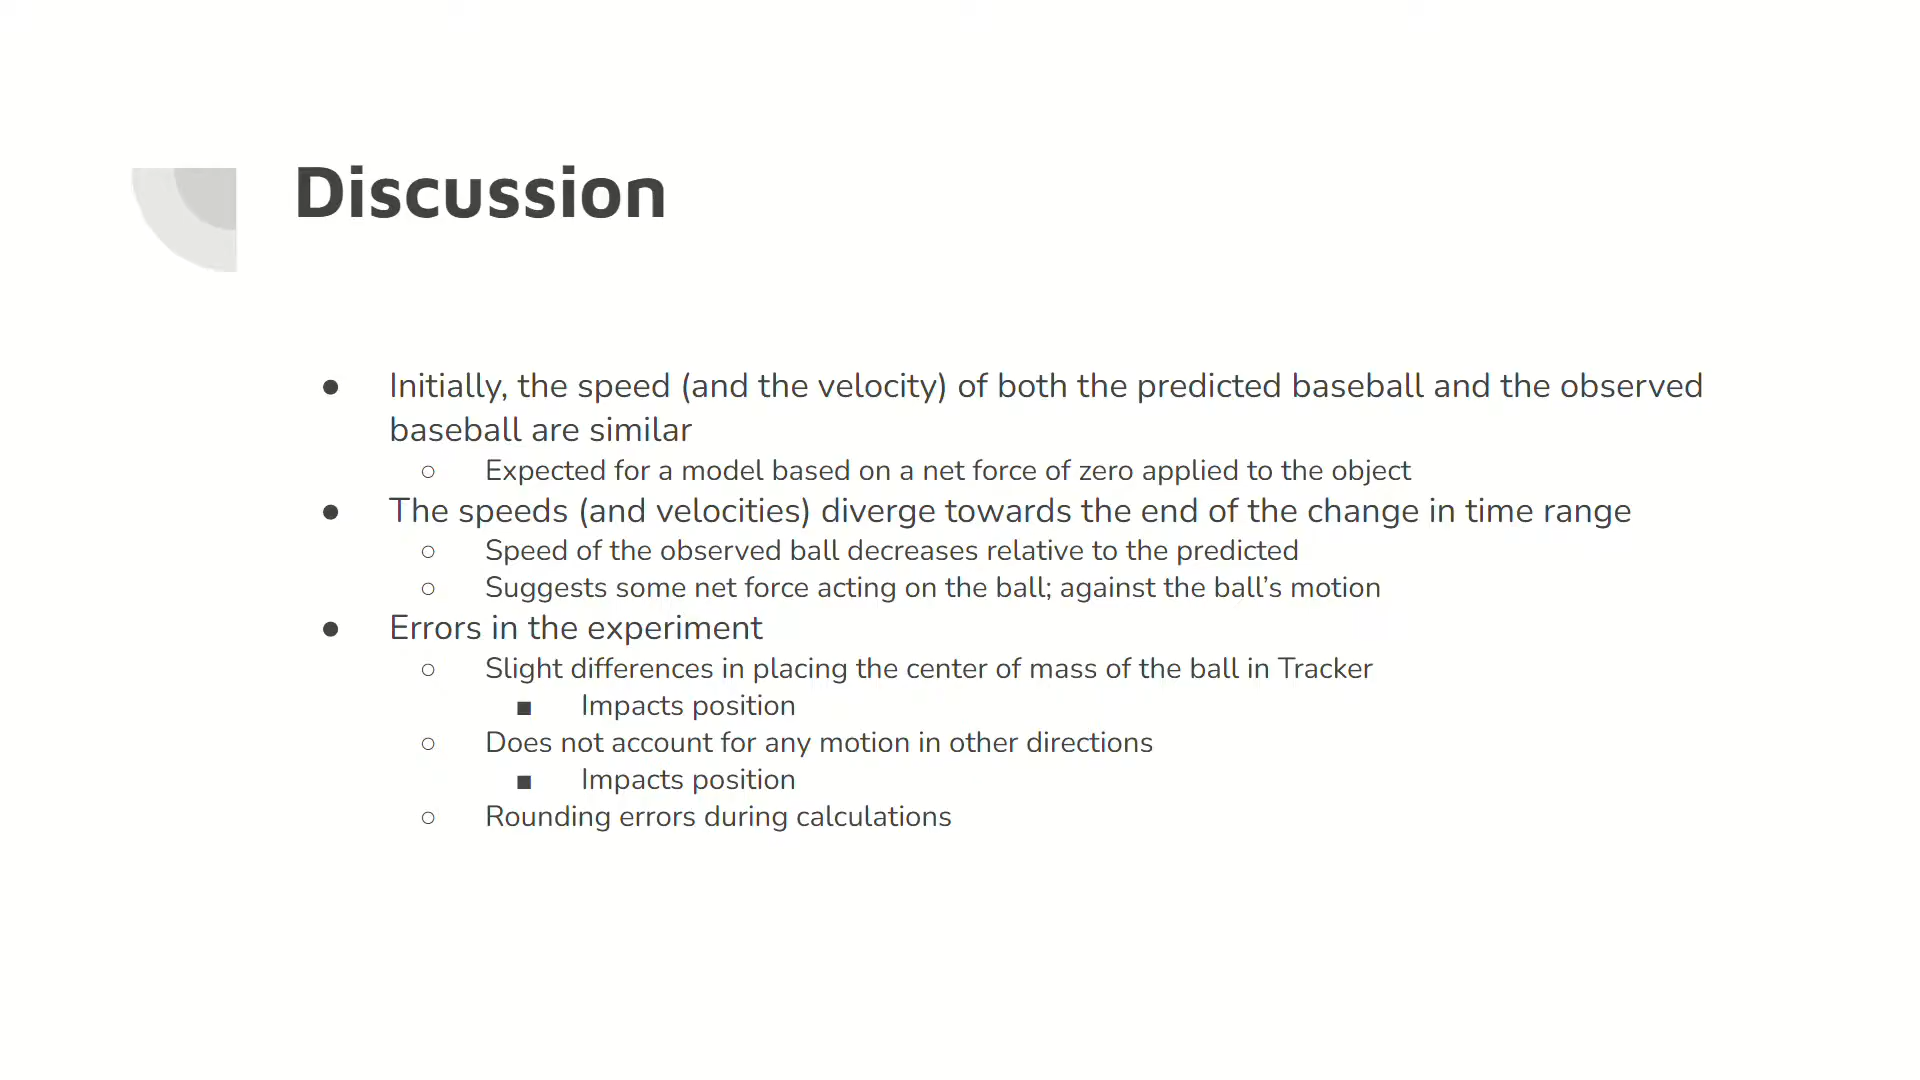 Discussion
● Initially, the speed (and the velocity) of both the predicted baseball and the observed
baseball are similar
○ Expected for a model based on a net force of zero applied to the object
● The speeds (and velocities) diverge towards the end of the change in time range
○ Speed of the observed ball decreases relative to the predicted
○ Suggests some net force acting on the ball; against the ball’s motion
● Errors in the experiment
○ Slight differences in placing the center of mass of the ball in Tracker
■ Impacts position
○ Does not account for any motion in other directions
■ Impacts position
○ Rounding errors during calculations